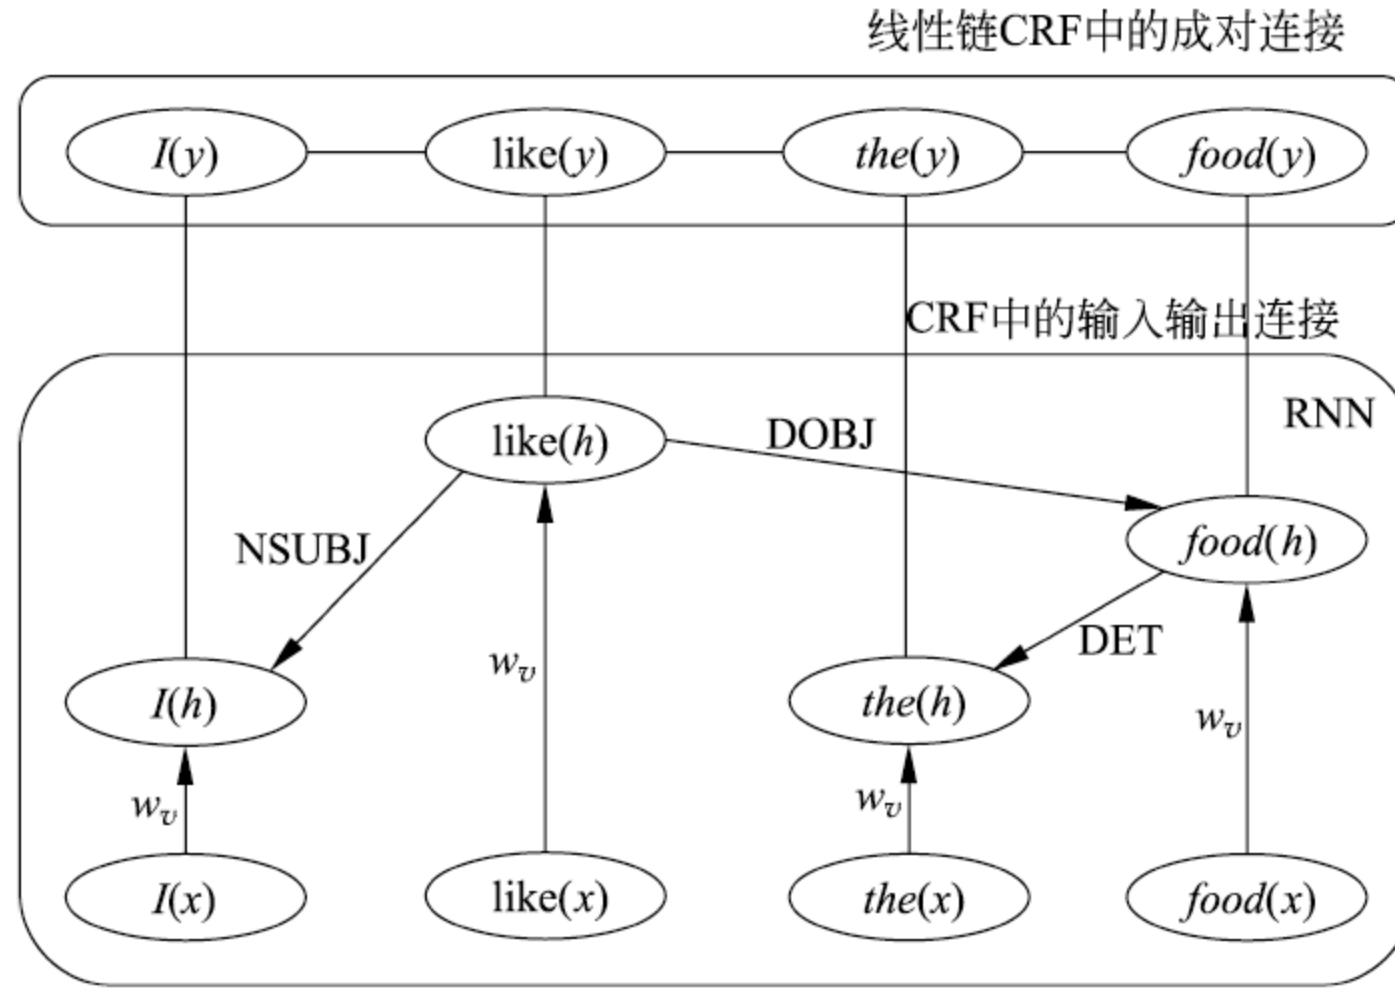 线性链CRF中的成对连接
I(y) like(y) the(y) food(y)
CRF中的输入输出连接
RNN
like(h) DOBJ
NSUBJ food(h)
DET
w_v
I(h) the(h)
w_v
w_v w_v
I(x) like(x) the(x) food(x)